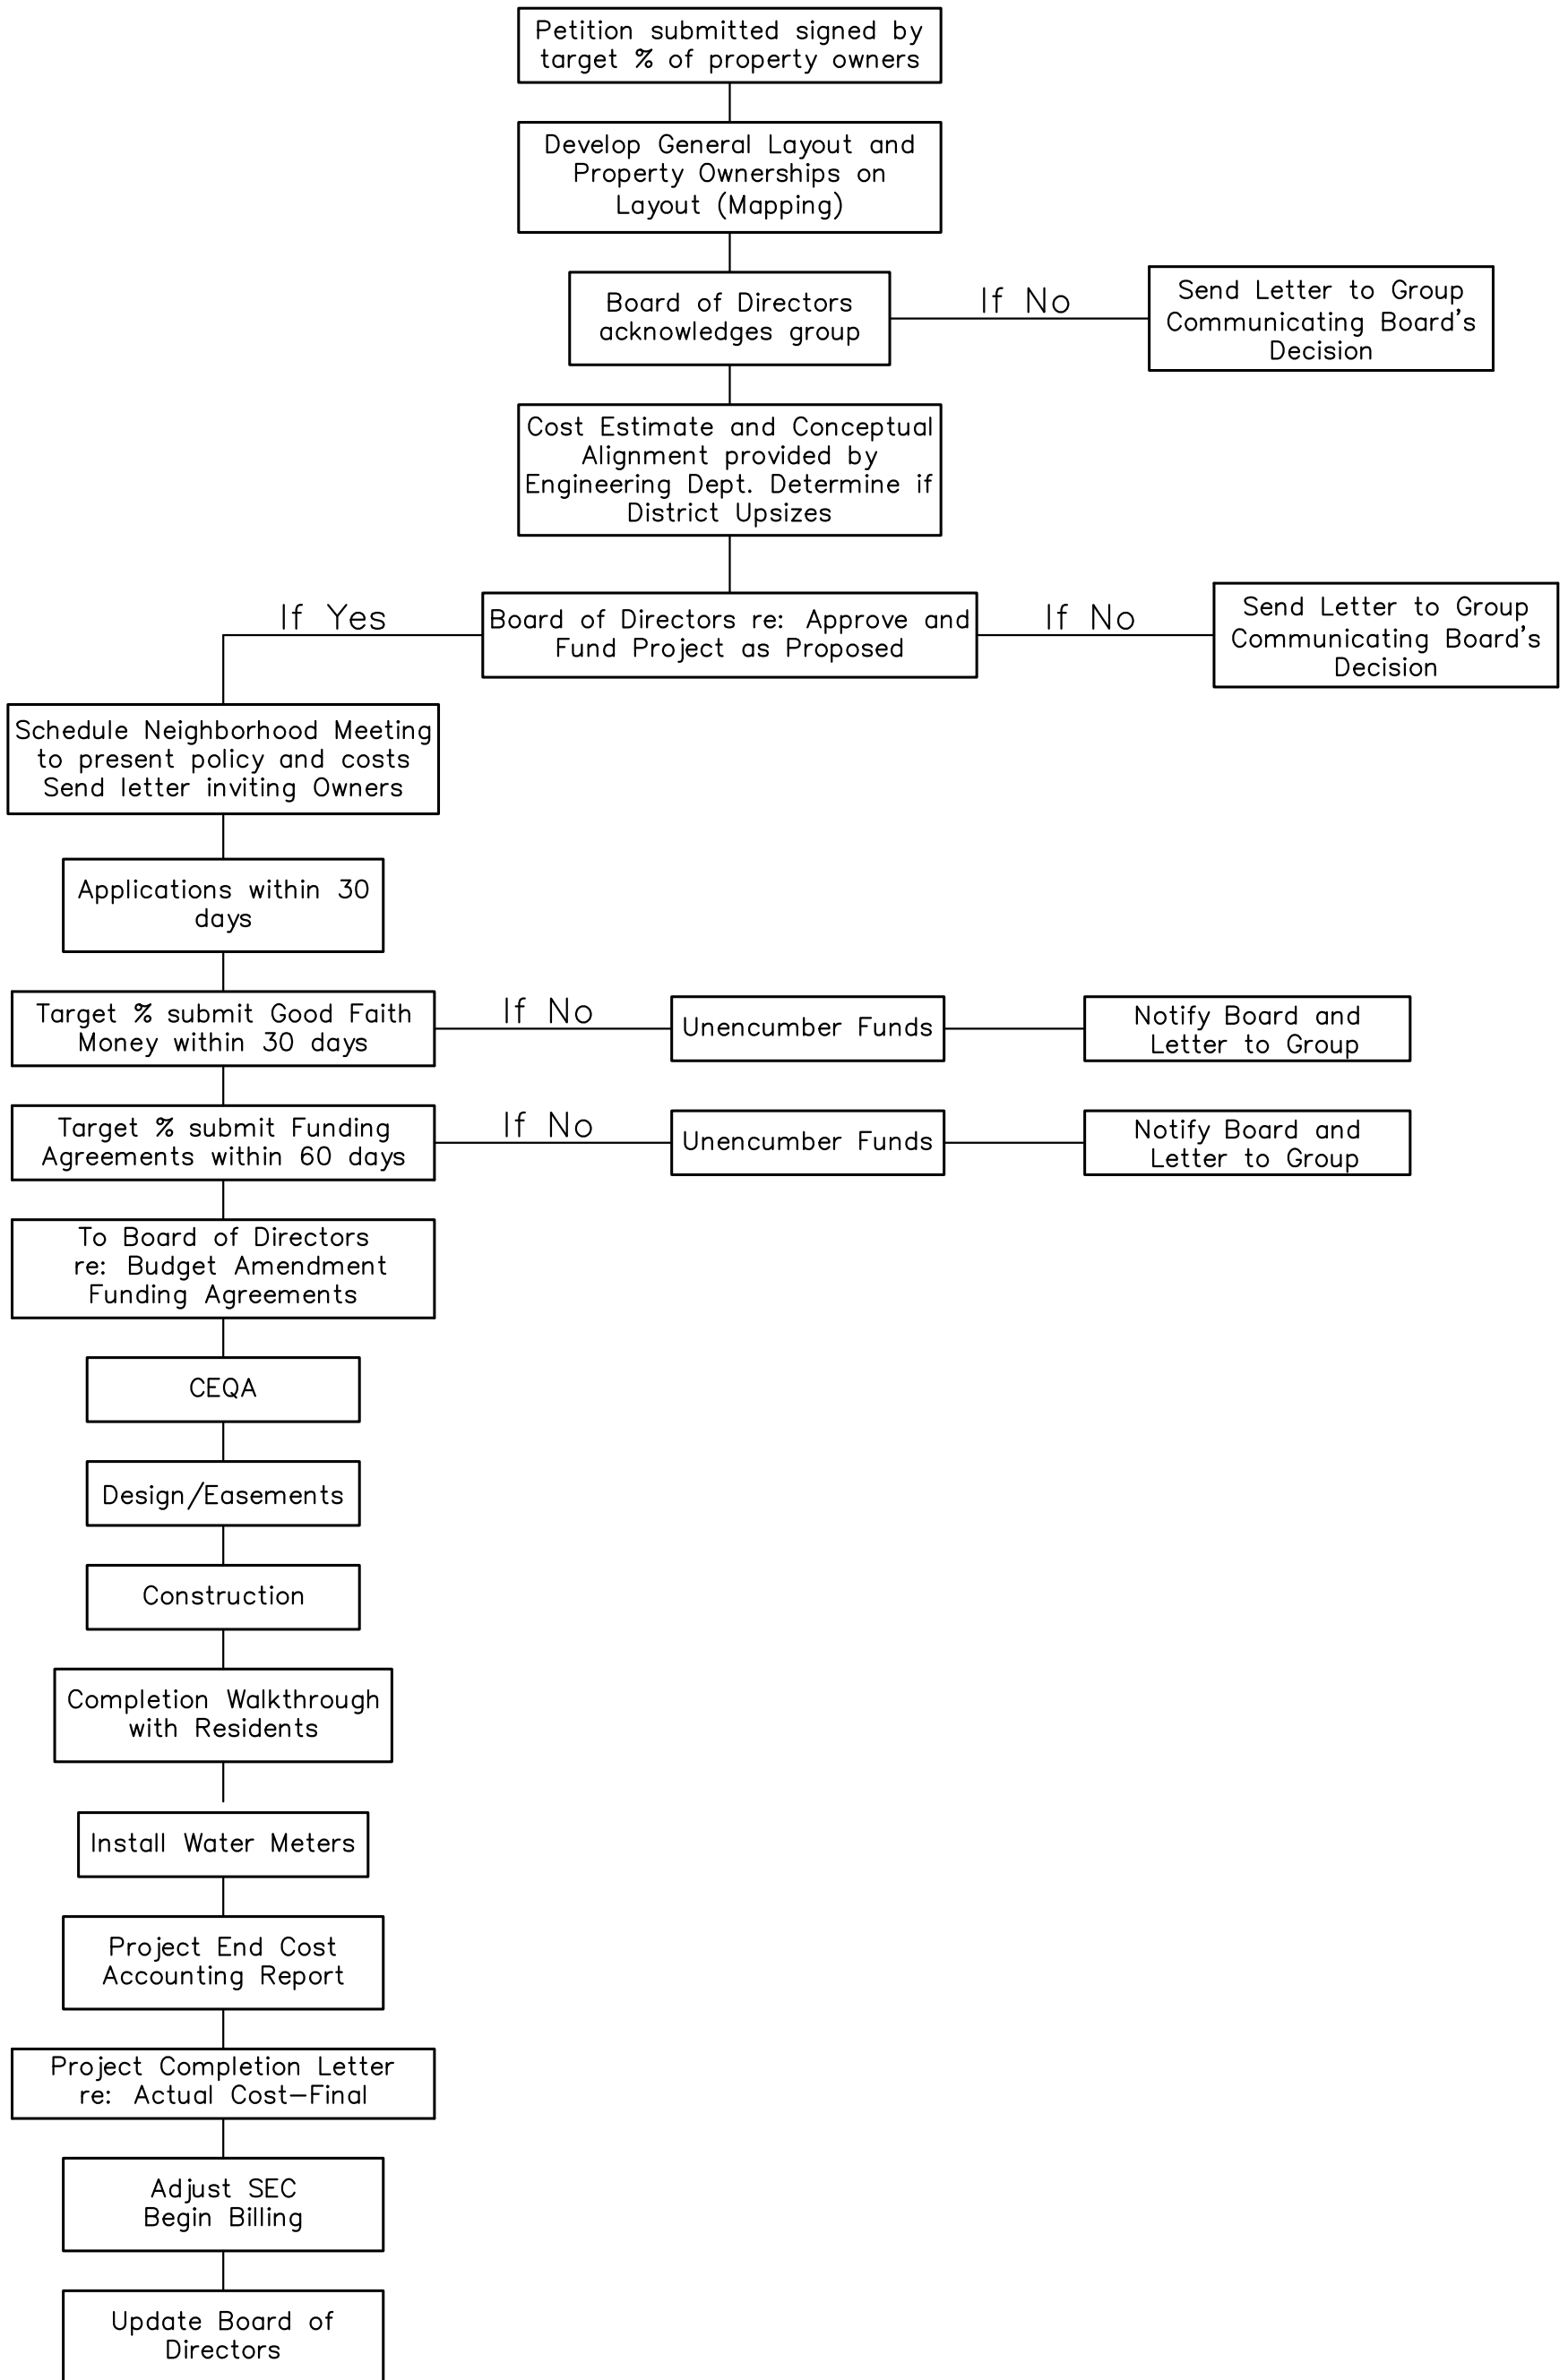 Petition submitted signed by
target % of property owners
Develop General Layout and
Property Ownerships on
Layout (Mapping)
Board of Directors
acknowledges group
If No
Send Letter to Group
Communicating Board's
Decision
Cost Estimate and Conceptual
Alignment provided by
Engineering Dept. Determine if
District Upsizes
If Yes
Board of Directors re: Approve and
Fund Project as Proposed
If No
Send Letter to Group
Communicating Board's
Decision
Schedule Neighborhood Meeting
to present policy and costs
Send letter inviting Owners
Applications within 30
days
Target % submit Good Faith
Money within 30 days
If No
Unencumber Funds
Notify Board and
Letter to Group
Target % submit Funding
Agreements within 60 days
If No
Unencumber Funds
Notify Board and
Letter to Group
To Board of Directors
re: Budget Amendment
Funding Agreements
CEQA
Design/Easements
Construction
Completion Walkthrough
with Residents
Install Water Meters
Project End Cost
Accounting Report
Project Completion Letter
re: Actual Cost-Final
Adjust SEC
Begin Billing
Update Board of
Directors